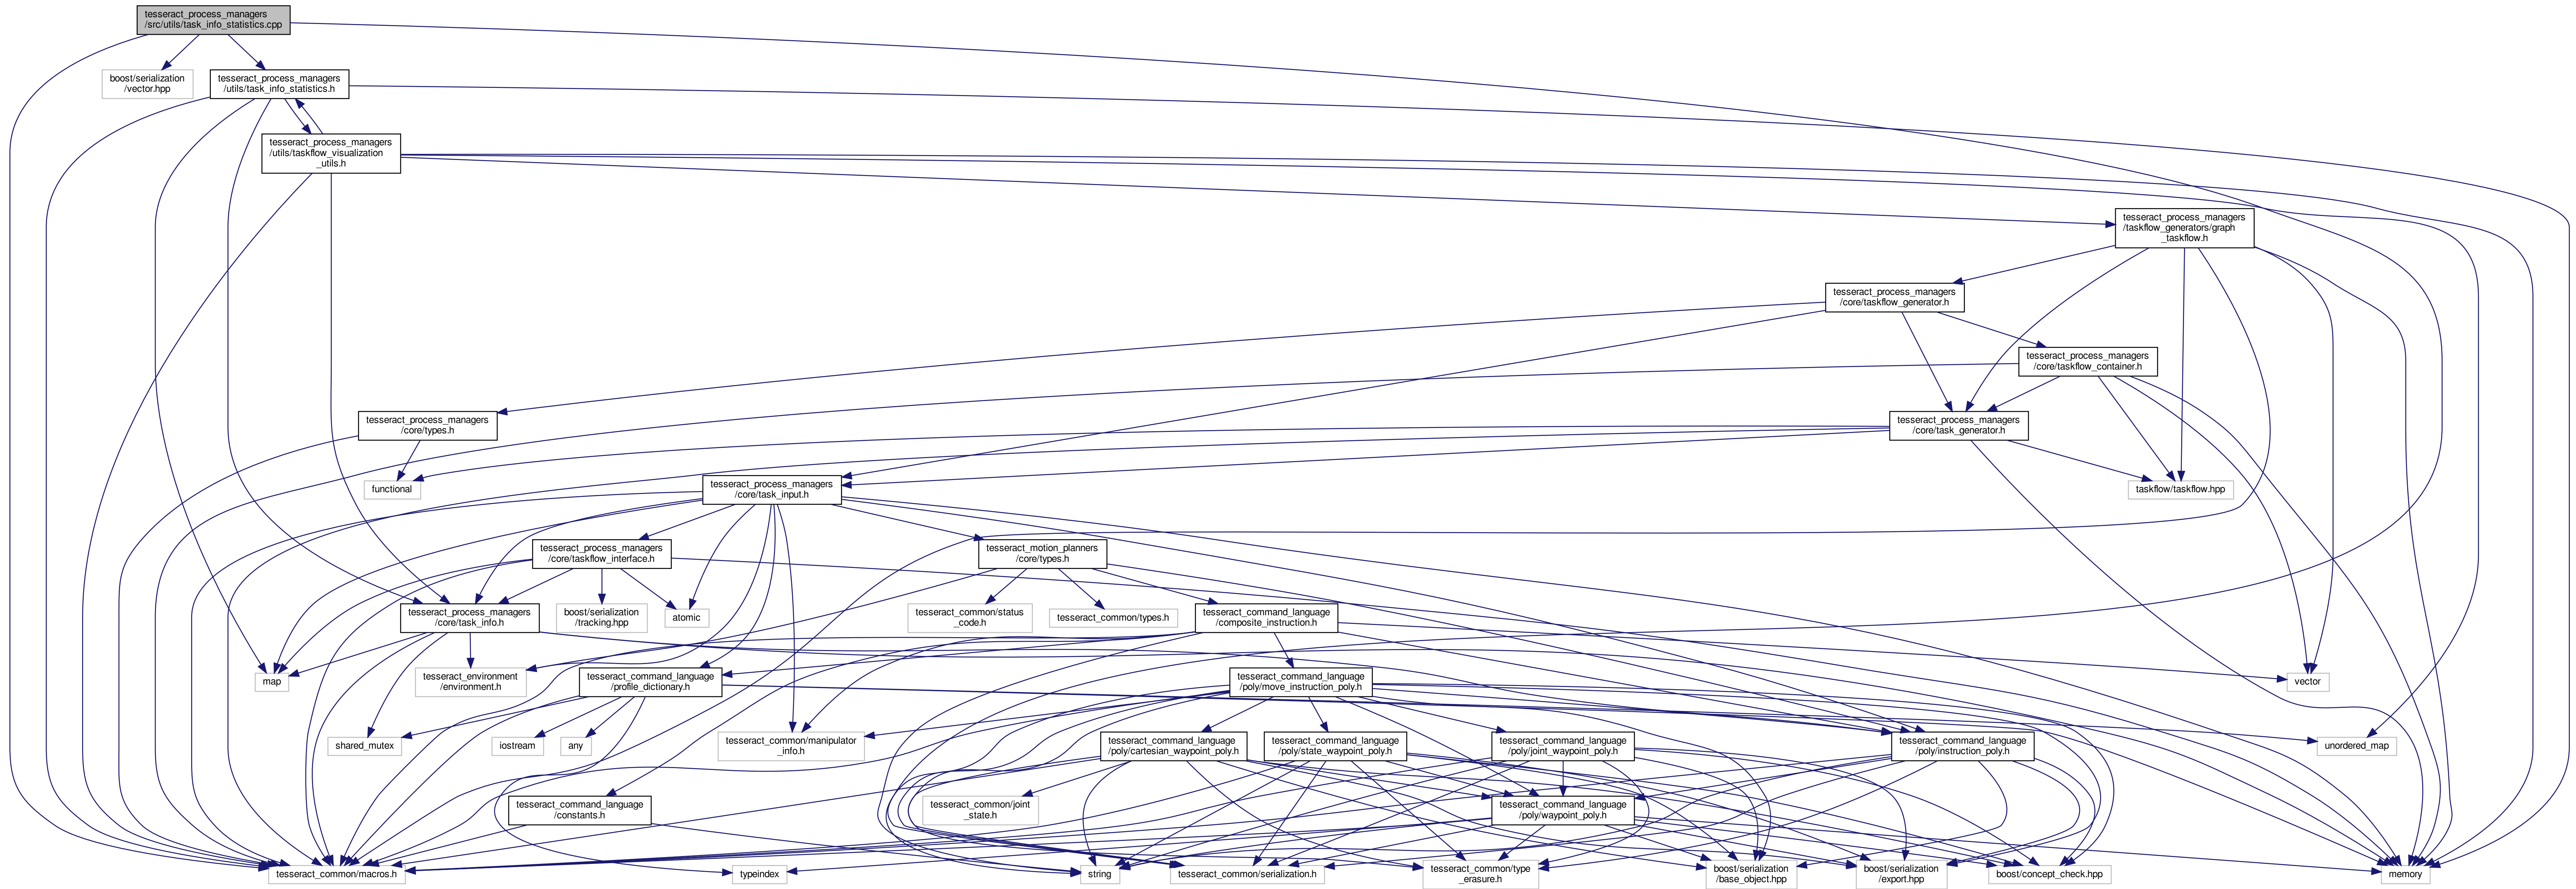 tesseract_process_managers
/src/utils/task_info_statistics.cpp
boost/serialization
/vector.hpp
tesseract_process_managers
/utils/task_info_statistics.h
tesseract_process_managers
/utils/taskflow_visualization
_utils.h
tesseract_process_managers
/taskflow_generators/graph
_taskflow.h
tesseract_process_managers
/core/taskflow_generator.h
tesseract_process_managers
/core/taskflow_container.h
tesseract_process_managers
/core/types.h
tesseract_process_managers
/core/task_generator.h
functional
tesseract_process_managers
/core/task_input.h
taskflow/taskflow.hpp
tesseract_process_managers
/core/taskflow_interface.h
tesseract_motion_planners
/core/types.h
tesseract_process_managers
/core/task_info.h
boost/serialization
/tracking.hpp
atomic
tesseract_common/status
_code.h
tesseract_common/types.h
tesseract_command_language
/composite_instruction.h
map
tesseract_environment
/environment.h
tesseract_command_language
/profile_dictionary.h
tesseract_command_language
/poly/move_instruction_poly.h
vector
shared_mutex
iostream
any
tesseract_common/manipulator
_info.h
tesseract_command_language
/poly/cartesian_waypoint_poly.h
tesseract_command_language
/poly/state_waypoint_poly.h
tesseract_command_language
/poly/joint_waypoint_poly.h
tesseract_command_language
/poly/instruction_poly.h
unordered_map
tesseract_command_language
/constants.h
tesseract_common/joint
_state.h
tesseract_command_language
/poly/waypoint_poly.h
tesseract_common/macros.h
typeindex
string
tesseract_common/serialization.h
tesseract_common/type
_erasure.h
boost/serialization
/base_object.hpp
boost/serialization
/export.hpp
boost/concept_check.hpp
memory